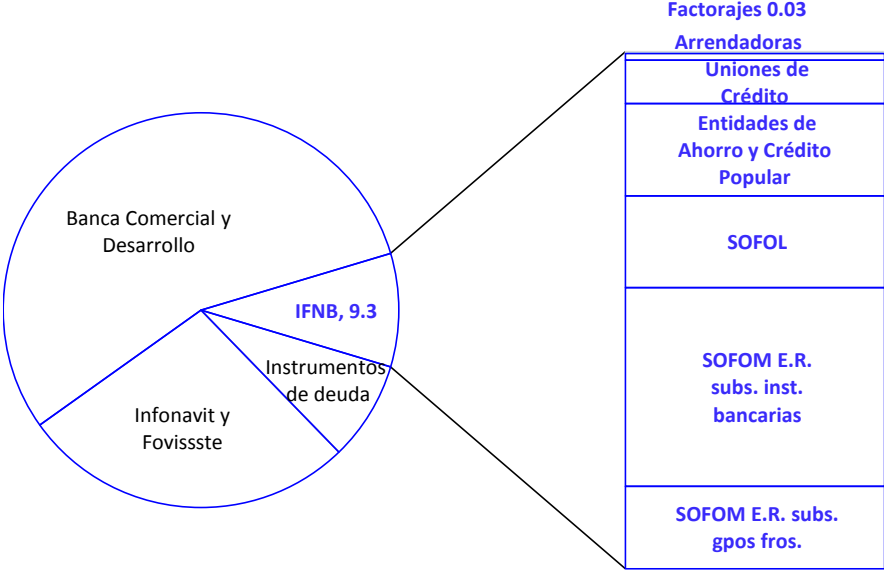 Factorajes 0.03
Arrendadoras
Uniones de
Crédito
Entidades de
Ahorro y Crédito
Popular
SOFOL
SOFOM E.R.
subs. inst.
bancarias
SOFOM E.R. subs.
gpos fros.
Banca Comercial y
Desarrollo
IFNB, 9.3
Instrumentos
de deuda
Infonavit y
Fovissste